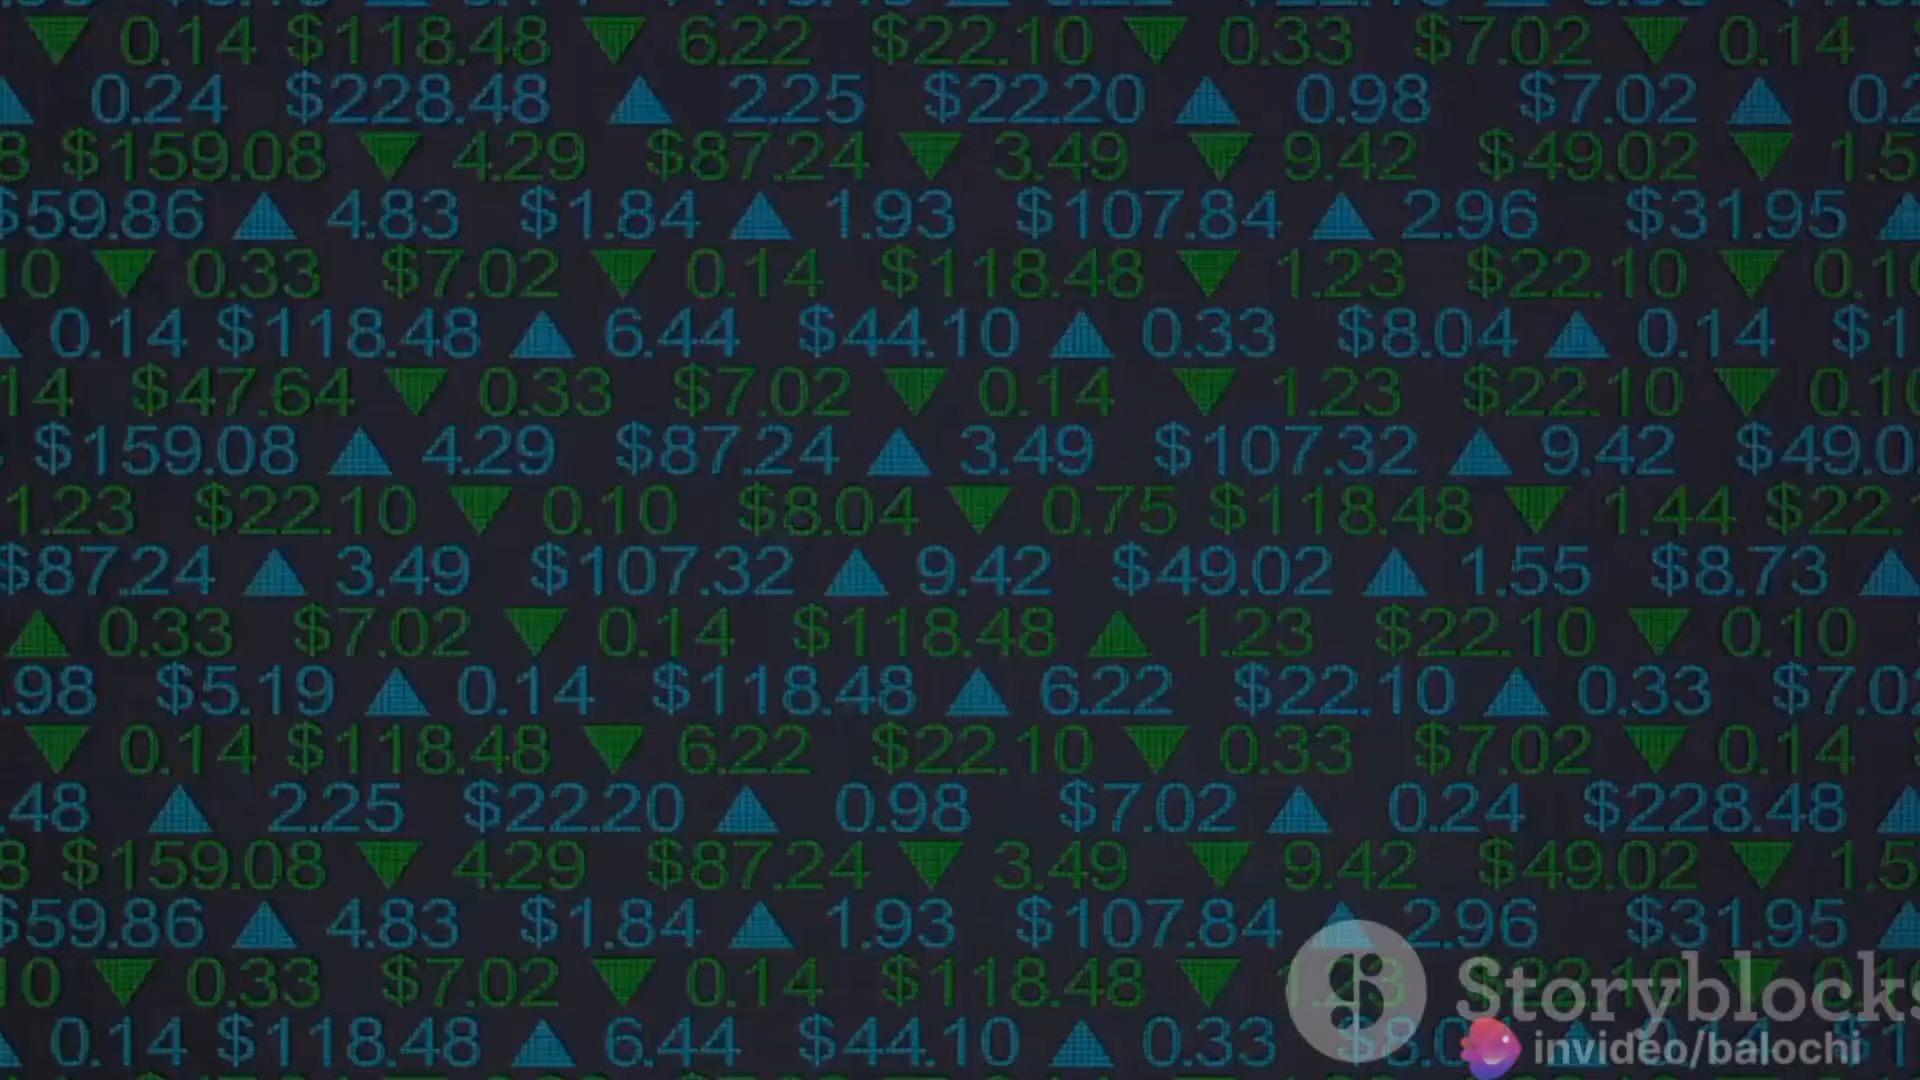 0.14 $118.48 ▼ 6.22 $22.10 ▼ 0.33 $7.02 ▼ 0.14
0.24 $228.48 ▲ 2.25 $22.20 ▲ 0.98 $7.02 ▲
$159.08 ▼ 4.29 $87.24 ▼ 3.49 ▼ 9.42 $49.02 ▼
$59.86 ▲ 4.83 $1.84 ▲ 1.93 $107.84 ▲ 2.96 $31.95 ▲
▼ 0.33 $7.02 ▼ 0.14 $118.48 ▼ 1.23 $22.10 ▼
▲ 0.14 $118.48 ▲ 6.44 $44.10 ▲ 0.33 $8.04 ▲ 0.14
$47.64 ▼ 0.33 $7.02 ▼ 0.14 ▼ 1.23 $22.10 ▼
$159.08 ▲ 4.29 $87.24 ▲ 3.49 $107.32 ▲ 9.42
1.23 $22.10 ▼ 0.10 $8.04 ▼ 0.75 $118.48 ▼ 1.44
$87.24 ▲ 3.49 $107.32 ▲ 9.42 $49.02 ▲ 1.55 $8.73 ▲
▲ 0.33 $7.02 ▼ 0.14 $118.48 ▲ 1.23 $22.10 ▼ 0.10
.98 $5.19 ▲ 0.14 $118.48 ▲ 6.22 $22.10 ▲ 0.33
▼ 0.14 $118.48 ▼ 6.22 $22.10 ▼ 0.33 $7.02 ▼ 0.14
.48 ▲ 2.25 $22.20 ▲ 0.98 $7.02 ▲ 0.24 $228.48 ▲
$159.08 ▼ 4.29 $87.24 ▼ 3.49 ▼ 9.42 $49.02 ▼
$59.86 ▲ 4.83 $1.84 ▲ 1.93 $107.84 ▲ 2.96 $31.95 ▲
▼ 0.33 $7.02 ▼ 0.14 $118.48 ▼
▲ 0.14 $118.48 ▲ 6.44 $44.10 ▲ 0.33
Storyblocks
invideo/balochi